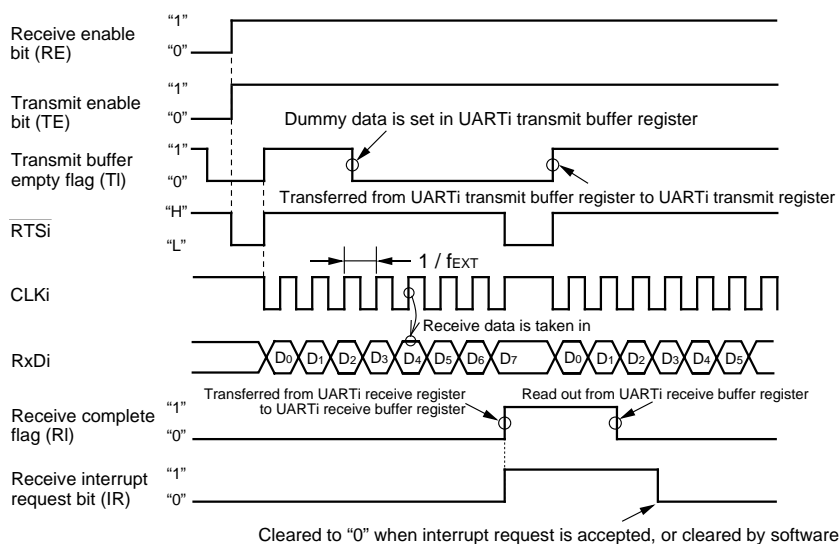 Receive enable
bit (RE)
“1”
“0”
Transmit enable
bit (TE)
“1”
“0”
Dummy data is set in UARTi transmit buffer register
Transmit buffer
empty flag (TI)
“1”
“0”
Transferred from UARTi transmit buffer register to UARTi transmit register
RTSi
“H”
“L”
1 / fEXT
CLKi
Receive data is taken in
RxDi
D0 D1 D2 D3 D4 D5 D6 D7 D0 D1 D2 D3 D4 D5
Transferred from UARTi receive register
to UARTi receive buffer register
Read out from UARTi receive buffer register
Receive complete
flag (RI)
“1”
“0”
Receive interrupt
request bit (IR)
“1”
“0”
Cleared to “0” when interrupt request is accepted, or cleared by software